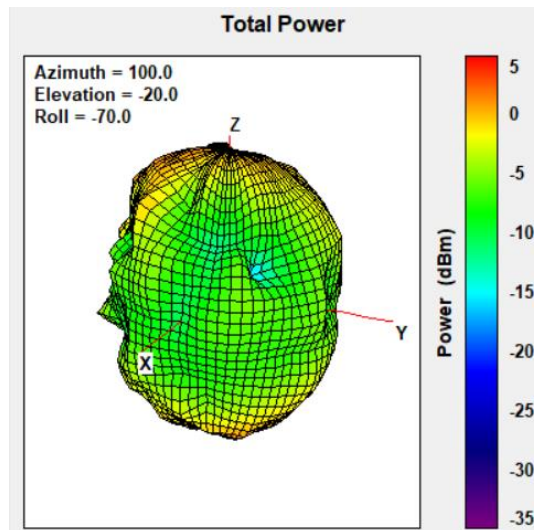 Total Power
Azimuth = 100.0
Elevation = -20.0
Roll = -70.0
Z
Y
X
Power (dBm)
5
0
-5
-10
-15
-20
-25
-30
-35